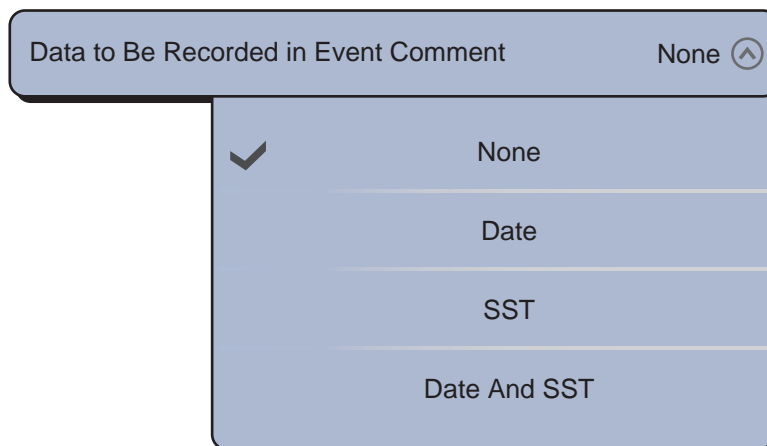 Data to Be Recorded in Event Comment None
None
Date
SST
Date And SST